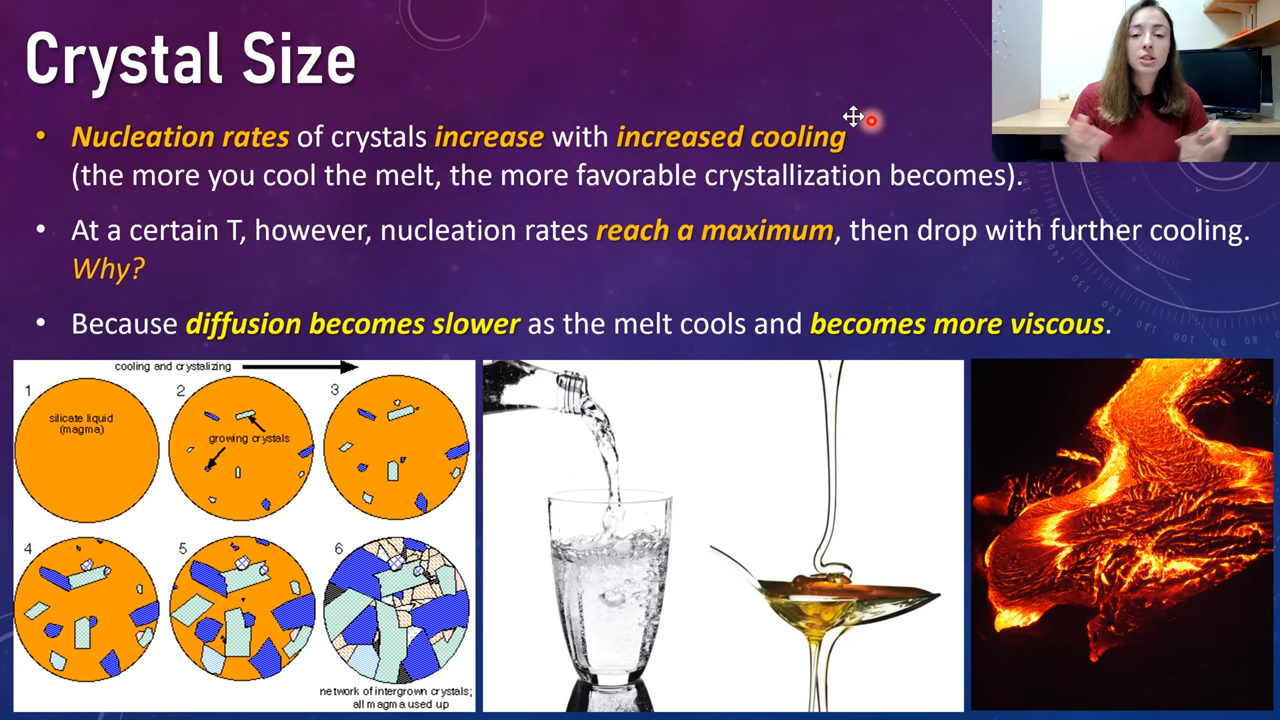 Crystal Size
• Nucleation rates of crystals increase with increased cooling
(the more you cool the melt, the more favorable crystallization becomes).
• At a certain T, however, nucleation rates reach a maximum, then drop with further cooling.
Why?
• Because diffusion becomes slower as the melt cools and becomes more viscous.
cooling and crystalizing
1
silicate liquid
(magma)
2
growing crystals
3
4
5
6
network of intergrown crystals;
all magma used up